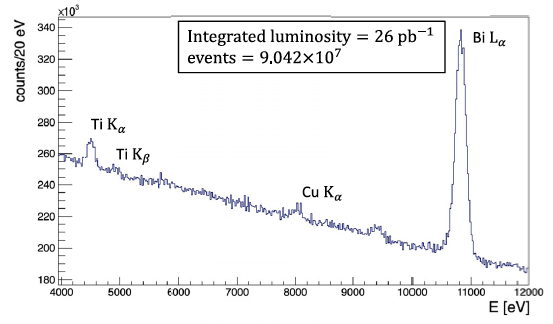 ×10³
counts/20 eV
340
320
300
280
260
240
220
200
180
Integrated luminosity = 26 pb⁻¹
events = 9.042×10⁷
Bi Lα
Ti Kα
Ti Kβ
Cu Kα
4000 5000 6000 7000 8000 9000 10000 11000 12000
E [eV]